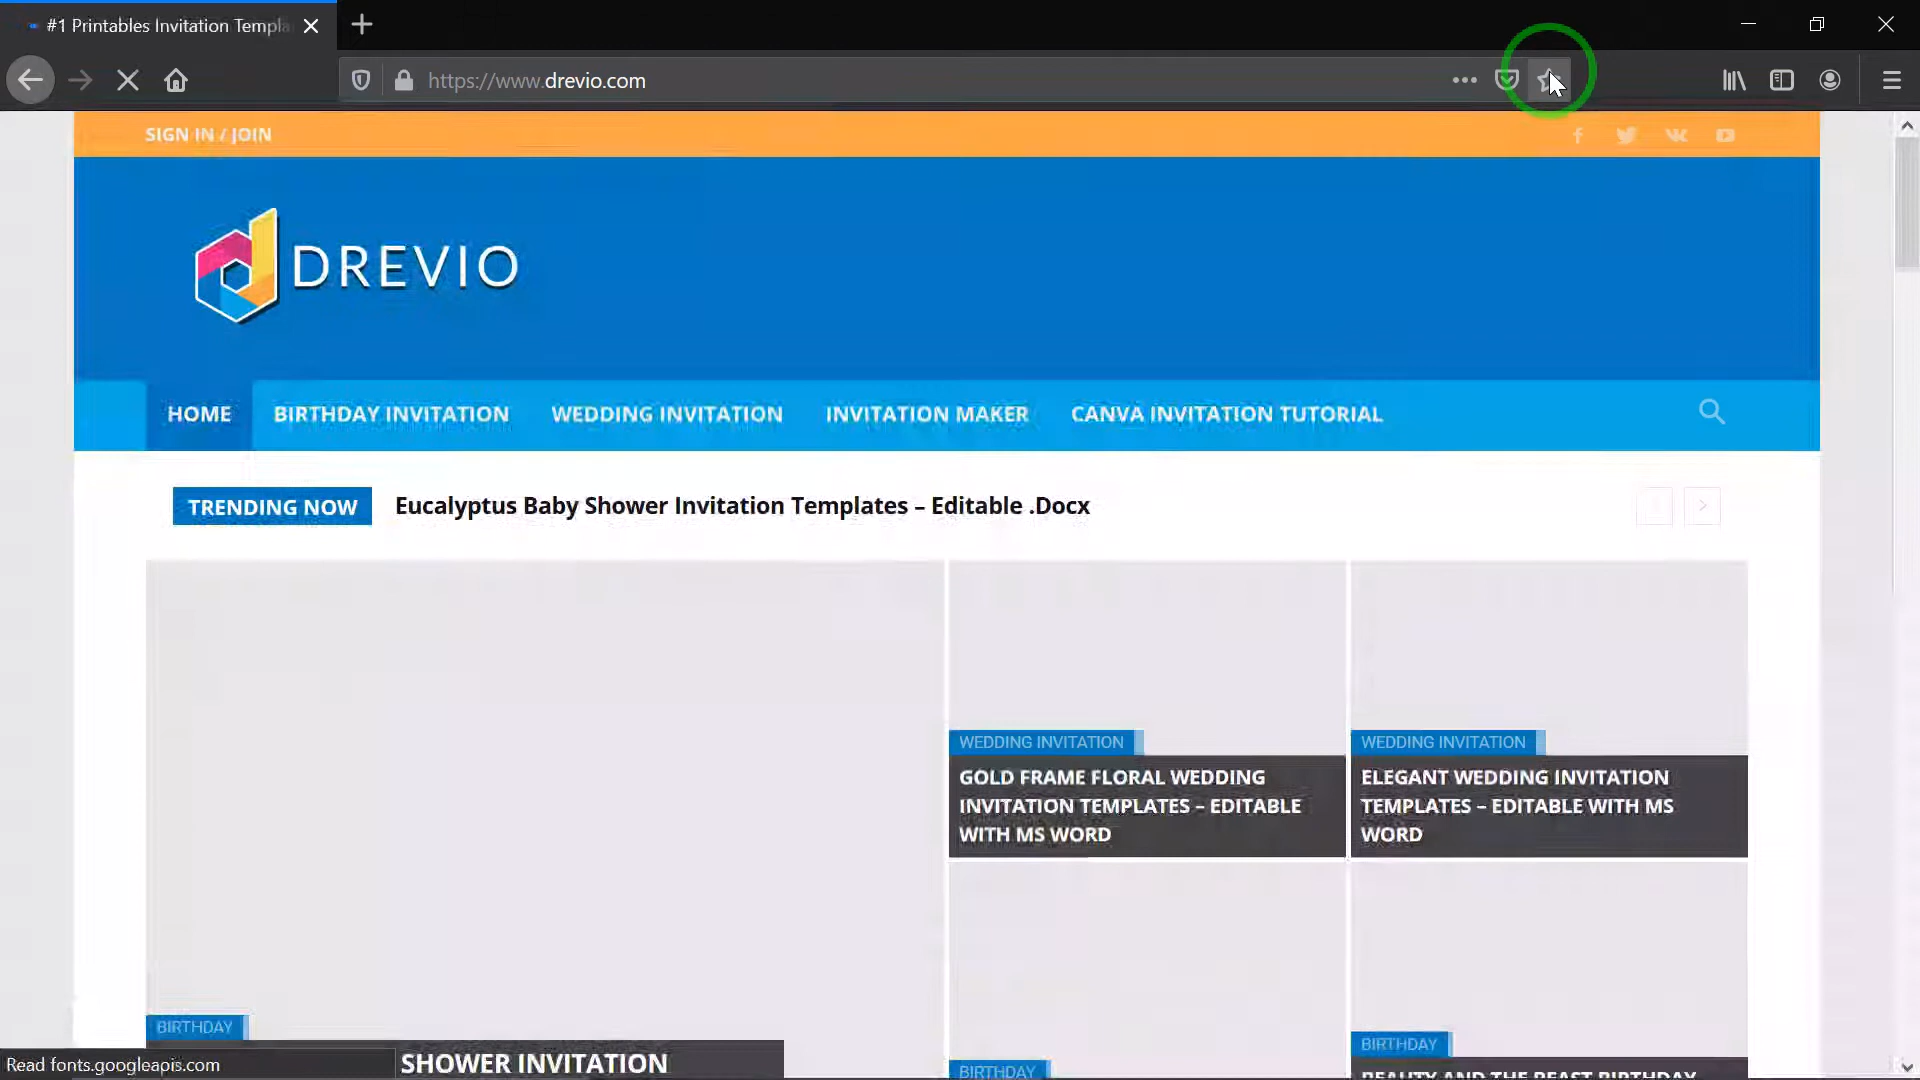 #1 Printables Invitation Templa
https://www.drevio.com
SIGN IN / JOIN
DREVIO
HOME
BIRTHDAY INVITATION
WEDDING INVITATION
INVITATION MAKER
CANVA INVITATION TUTORIAL
TRENDING NOW
Eucalyptus Baby Shower Invitation Templates – Editable .Docx
WEDDING INVITATION
GOLD FRAME FLORAL WEDDING
INVITATION TEMPLATES – EDITABLE
WITH MS WORD
WEDDING INVITATION
ELEGANT WEDDING INVITATION
TEMPLATES – EDITABLE WITH MS
WORD
BIRTHDAY
SHOWER INVITATION
BIRTHDAY
BIRTHDAY
BEAUTY AND THE BEAST BIRTHDAY
Read fonts.googleapis.com